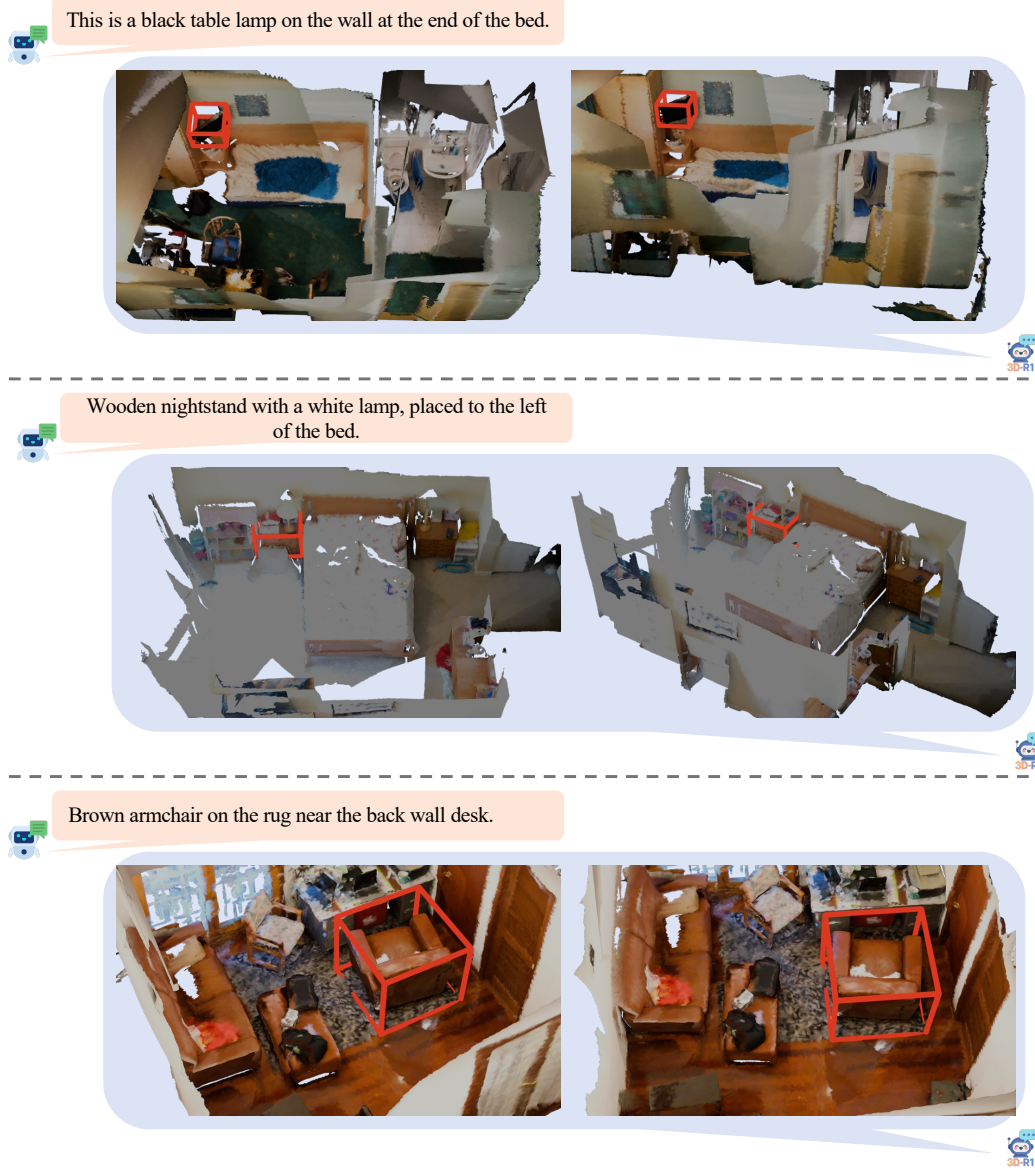 This is a black table lamp on the wall at the end of the bed.
3D-R1
Wooden nightstand with a white lamp, placed to the left
of the bed.
3D-R
Brown armchair on the rug near the back wall desk.
3D-R1